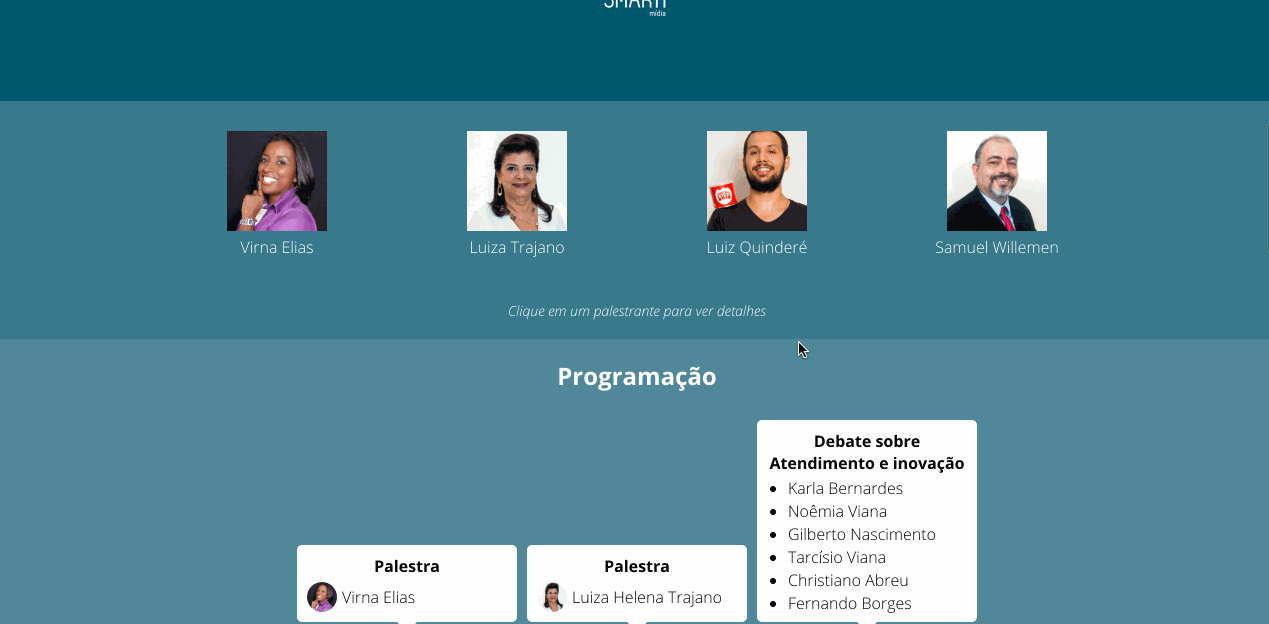 SMARTY
mídia
Virna Elias
Luiza Trajano
Luiz Quinderé
Samuel Willemen
Clique em um palestrante para ver detalhes
Programação
Debate sobre
Atendimento e inovação
Karla Bernardes
Noêmia Viana
Gilberto Nascimento
Tarcísio Viana
Christiano Abreu
Fernando Borges
Palestra
Virna Elias
Palestra
Luiza Helena Trajano